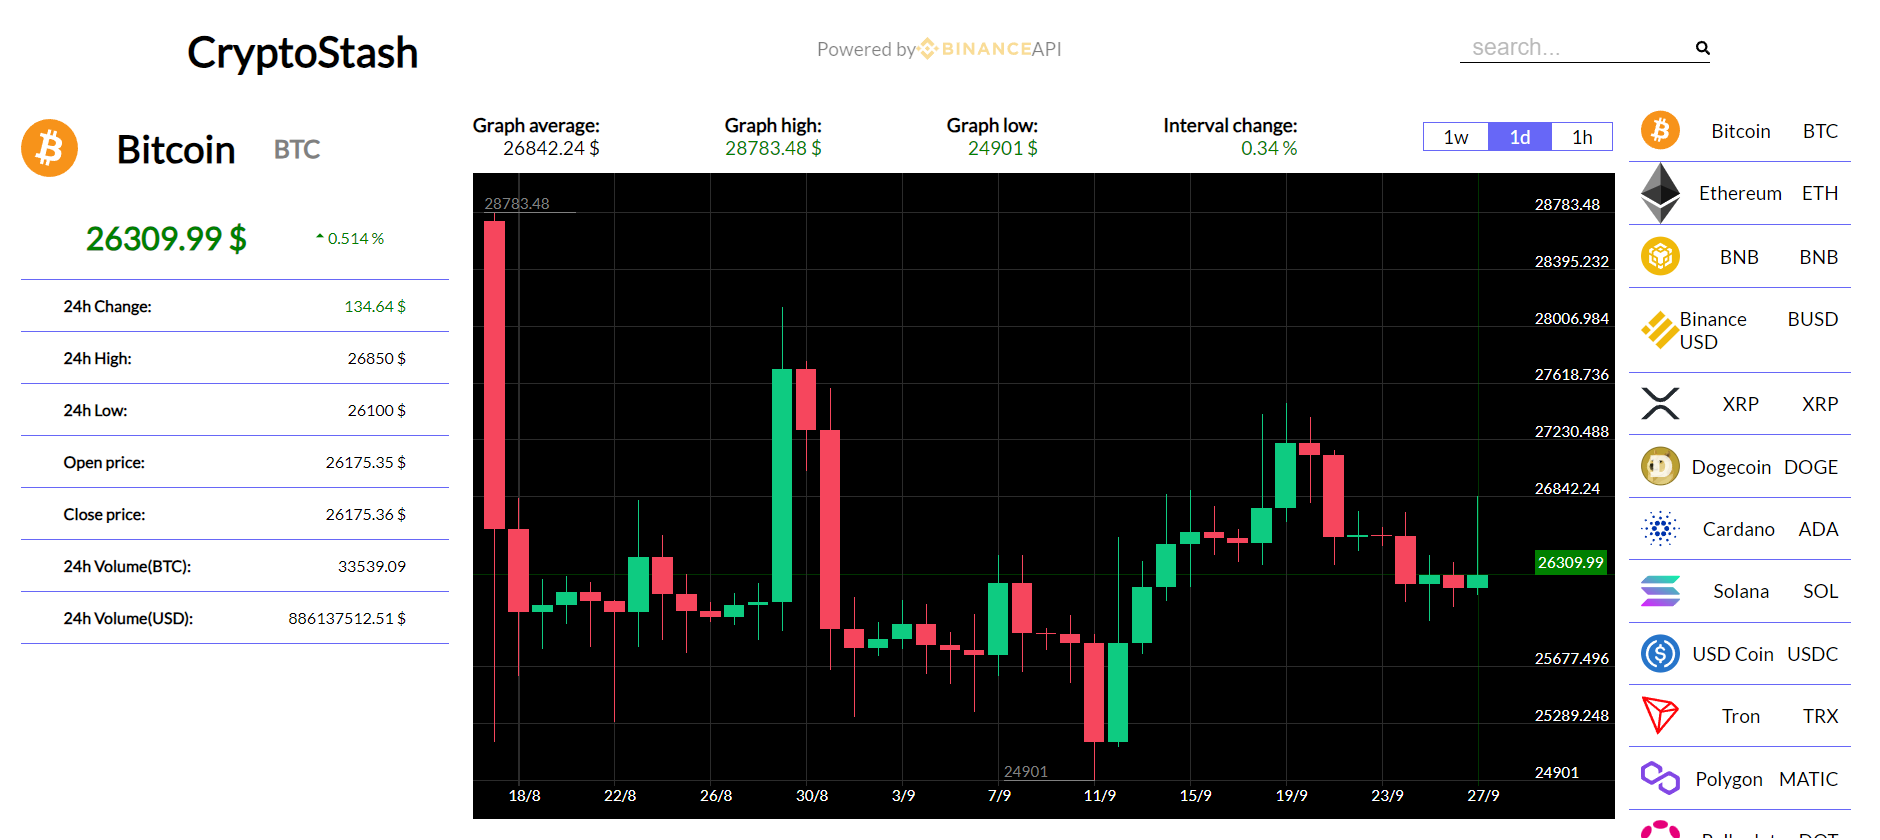 CryptoStash
Powered by BINANCE API
search...
Bitcoin BTC
26309.99 $ 0.514 %
24h Change: 134.64 $
24h High: 26850 $
24h Low: 26100 $
Open price: 26175.35 $
Close price: 26175.36 $
24h Volume(BTC): 33539.09
24h Volume(USD): 886137512.51 $
Graph average: Graph high: Graph low: Interval change:
26842.24 $ 28783.48 $ 24901 $ 0.34 %
1w 1d 1h
28783.48
28783.48
28395.232
28006.984
27618.736
27230.488
26842.24
26309.99
25677.496
25289.248
24901
24901
18/8 22/8 26/8 30/8 3/9 7/9 11/9 15/9 19/9 23/9 27/9
Bitcoin BTC
Ethereum ETH
BNB BNB
Binance BUSD
USD
XRP XRP
Dogecoin DOGE
Cardano ADA
Solana SOL
USD Coin USDC
Tron TRX
Polygon MATIC